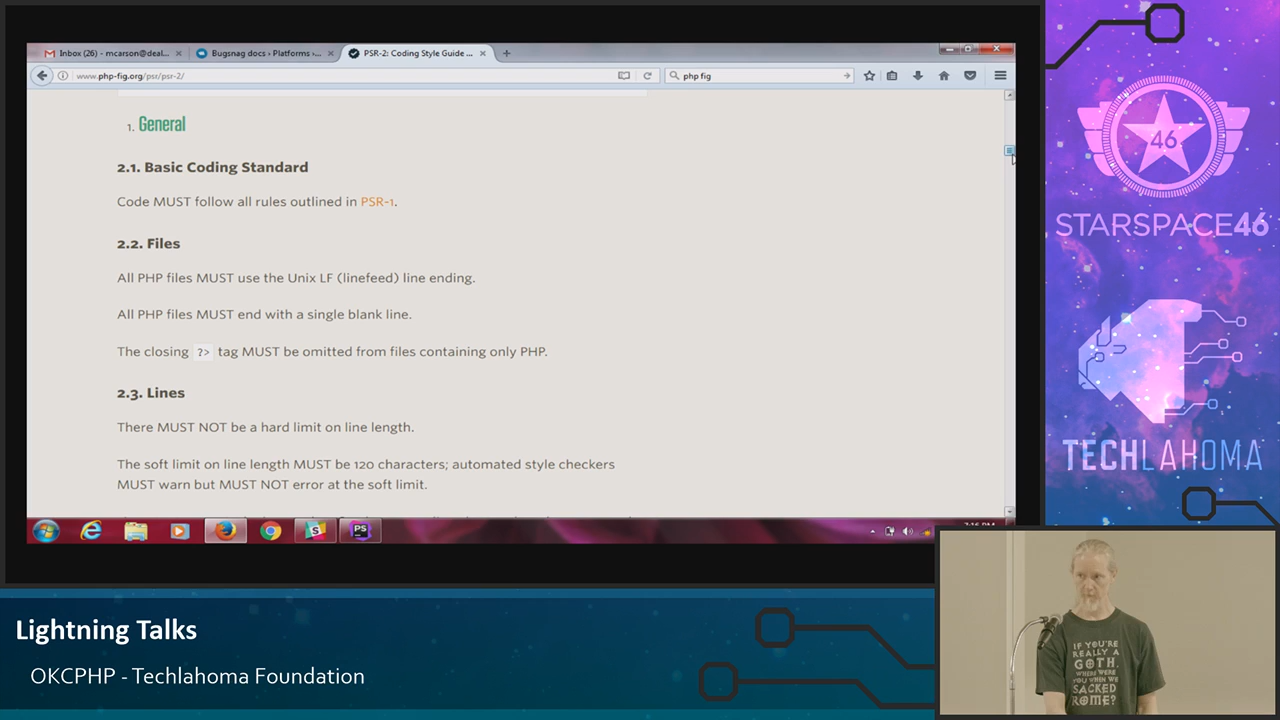 Inbox (26) - mcarson@deal...
Bugsnag docs › Platforms ›...
PSR-2: Coding Style Guide ...
www.php-fig.org/psr/psr-2/
php fig
1. General
2.1. Basic Coding Standard
Code MUST follow all rules outlined in PSR-1.
2.2. Files
All PHP files MUST use the Unix LF (linefeed) line ending.
All PHP files MUST end with a single blank line.
The closing ?> tag MUST be omitted from files containing only PHP.
2.3. Lines
There MUST NOT be a hard limit on line length.
The soft limit on line length MUST be 120 characters; automated style checkers
MUST warn but MUST NOT error at the soft limit.
S
PS
46
STARSPACE46
TECHLAHOMA
Lightning Talks
OKCPHP - Techlahoma Foundation
IF YOU'RE
REALLY A
GOTH,
WHERE WERE
YOU WHEN WE
SACKED
ROME?